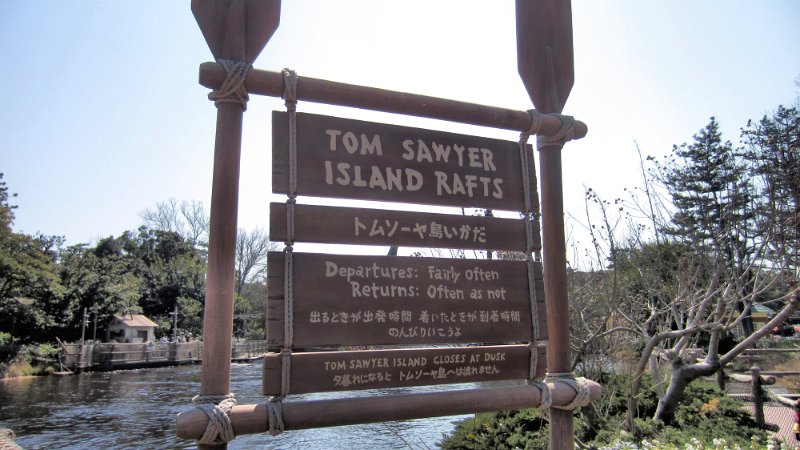 TOM SAWYER
ISLAND RAFTS
トムソーヤ島いかだ
Departures: Fairly Often
Returns: Often as not
出るときが出発時間 着いたときが到着時間
のんびりいこうよ
TOM SAWYER ISLAND CLOSES AT DUSK
夕暮れになると トムソーヤ島へは渡れません